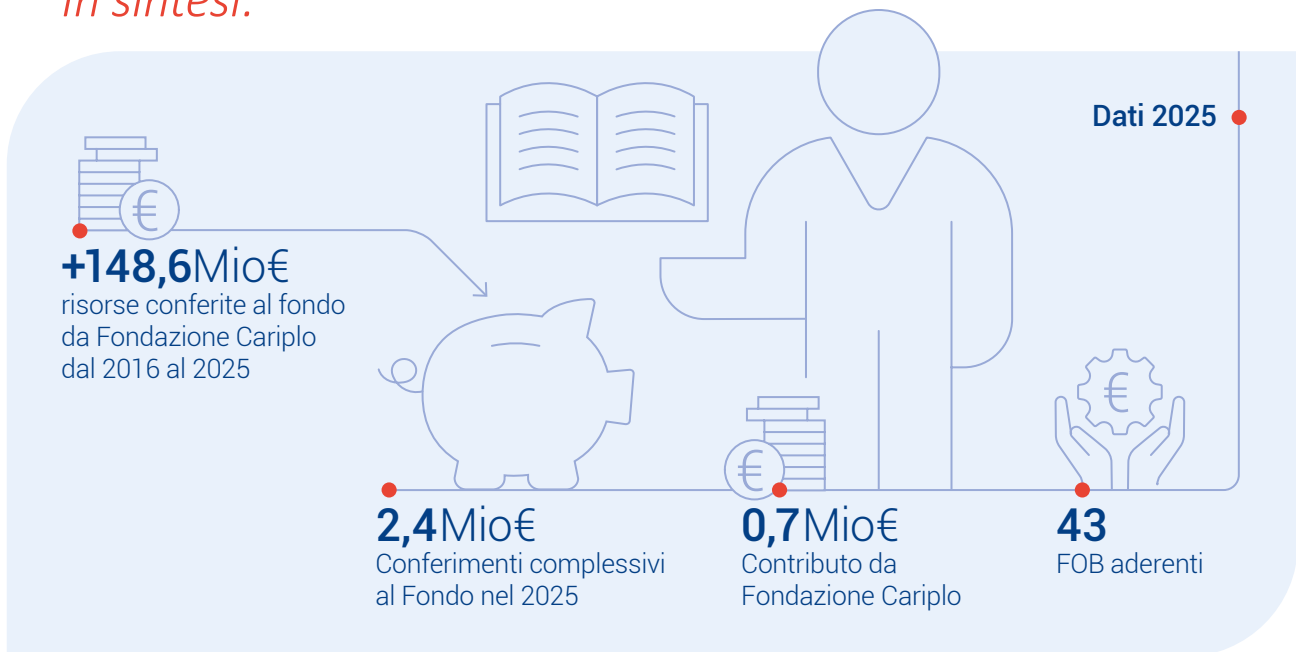 in sintesi:
Dati 2025
€
+148,6Mio€
risorse conferite al fondo
da Fondazione Cariplo
dal 2016 al 2025
€
€
2,4Mio€
Conferimenti complessivi
al Fondo nel 2025
0,7Mio€
Contributo da
Fondazione Cariplo
43
FOB aderenti